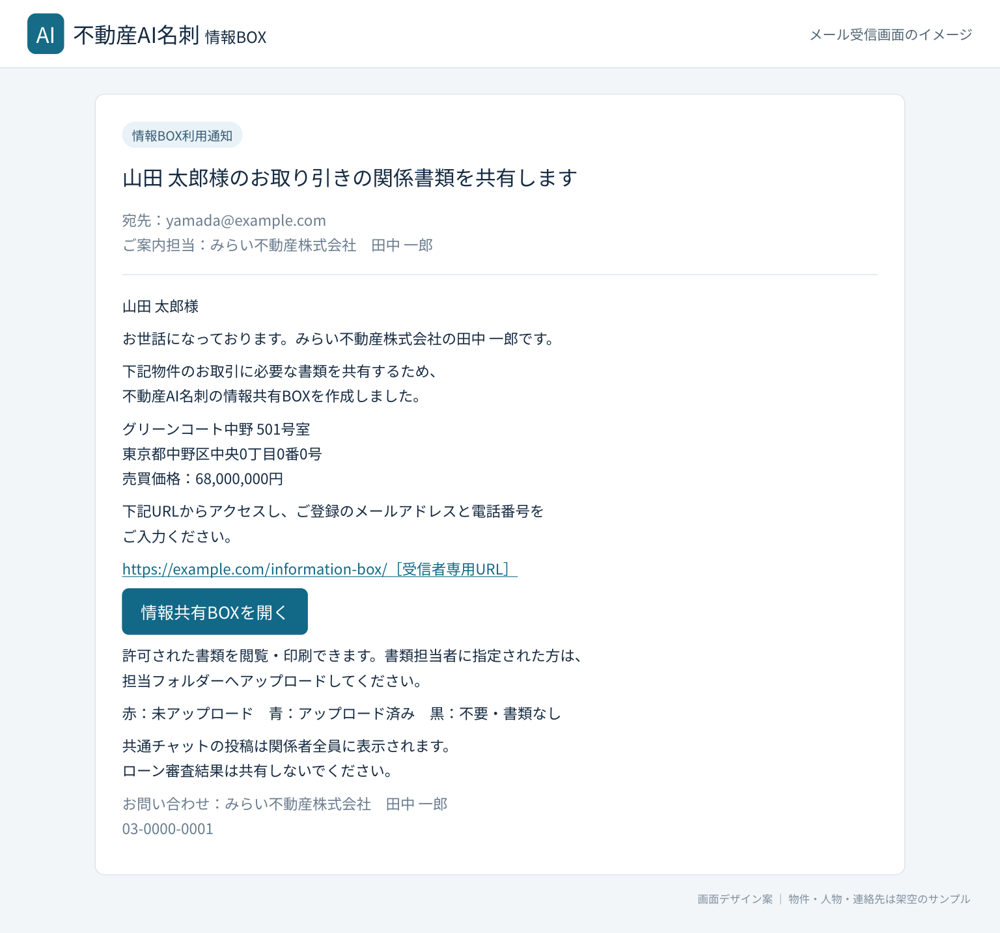 AI 不動産AI名刺 情報BOX
メール受信画面のイメージ
情報BOX利用通知
山田 太郎様のお取り引きの関係書類を共有します
宛先：yamada@example.com
ご案内担当：みらい不動産株式会社　田中 一郎
山田 太郎様
お世話になっております。みらい不動産株式会社の田中 一郎です。
下記物件のお取引に必要な書類を共有するため、
不動産AI名刺の情報共有BOXを作成しました。
グリーンコート中野 501号室
東京都中野区中央0丁目0番0号
売買価格：68,000,000円
下記URLからアクセスし、ご登録のメールアドレスと電話番号を
ご入力ください。
https://example.com/information-box/［受信者専用URL］
情報共有BOXを開く
許可された書類を閲覧・印刷できます。書類担当者に指定された方は、
担当フォルダーへアップロードしてください。
赤：未アップロード　青：アップロード済み　黒：不要・書類なし
共通チャットの投稿は関係者全員に表示されます。
ローン審査結果は共有しないでください。
お問い合わせ：みらい不動産株式会社　田中 一郎
03-0000-0001
画面デザイン案｜物件・人物・連絡先は架空のサンプル